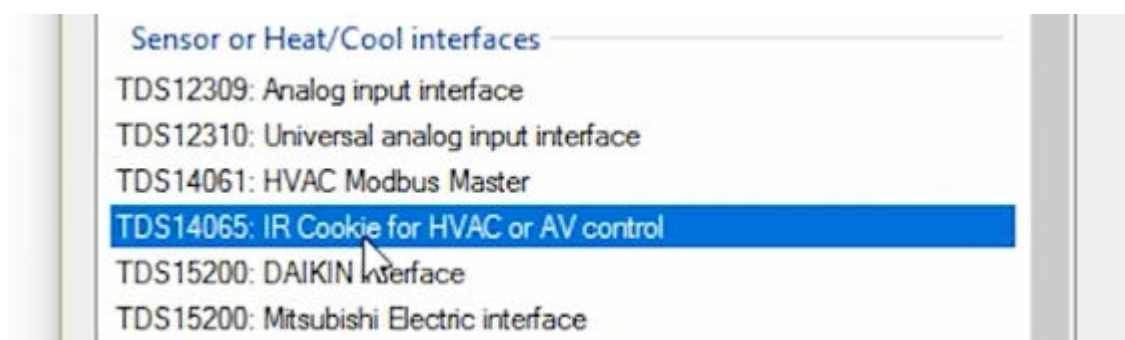 Sensor or Heat/Cool interfaces
TDS12309: Analog input interface
TDS12310: Universal analog input interface
TDS14061: HVAC Modbus Master
TDS14065: IR Cookie for HVAC or AV control
TDS15200: DAIKIN interface
TDS15200: Mitsubishi Electric interface